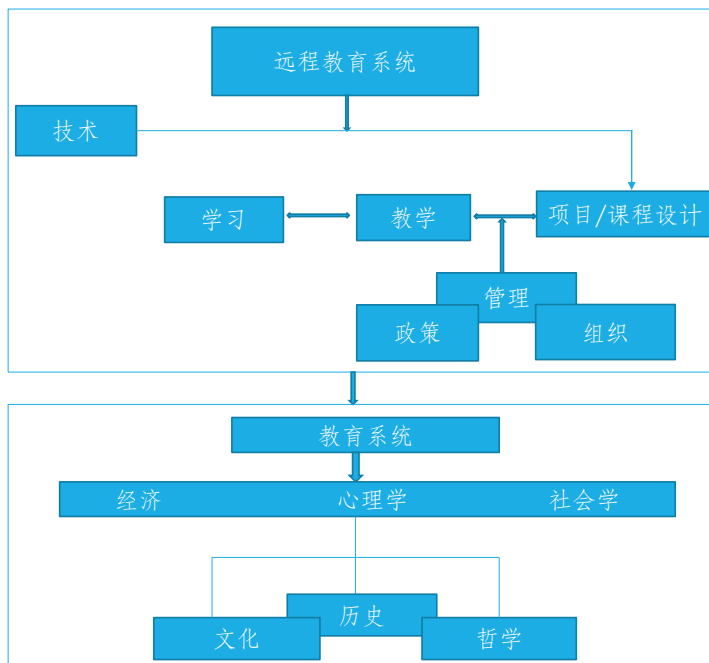 远程教育系统
技术
学习
教学
项目/课程设计
管理
政策
组织
教育系统
经济 心理学 社会学
历史
文化
哲学